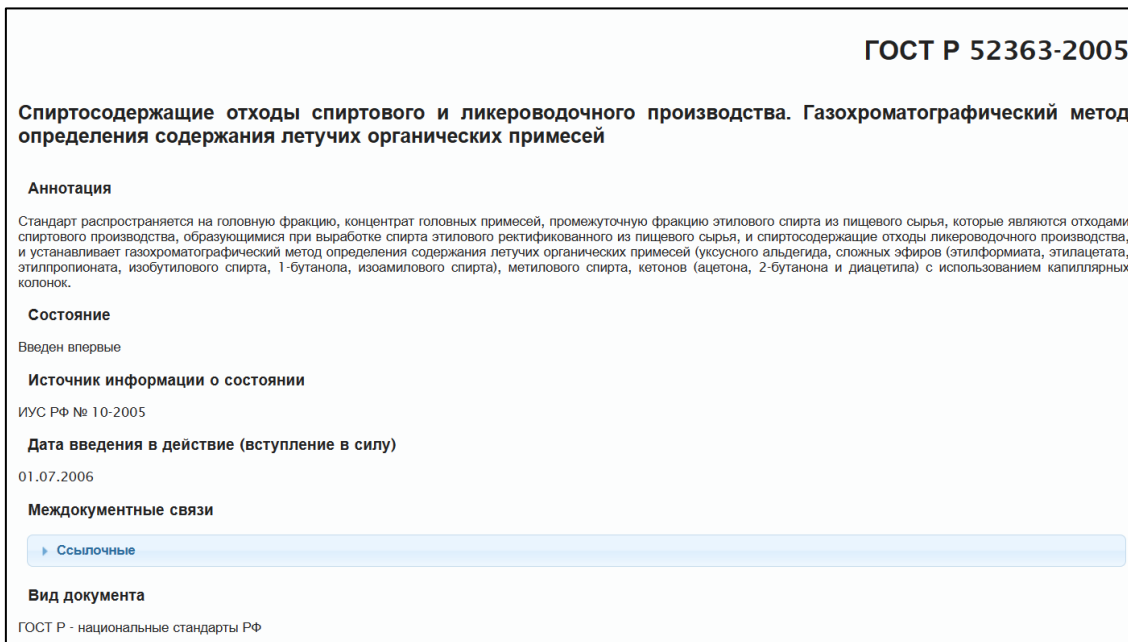 ГОСТ Р 52363-2005
Спиртосодержащие отходы спиртового и ликероводочного производства. Газохроматографический метод
определения содержания летучих органических примесей
Аннотация
Стандарт распространяется на головную фракцию, концентрат головных примесей, промежуточную фракцию этилового спирта из пищевого сырья, которые являются отходами
спиртового производства, образующимися при выработке спирта этилового ректификованного из пищевого сырья, и спиртосодержащие отходы ликероводочного производства,
и устанавливает газохроматографический метод определения содержания летучих органических примесей (уксусного альдегида, сложных эфиров (этилформиата, этилацетата,
этилпропионата, изобутилового спирта, 1-бутанола, изоамилового спирта), метилового спирта, кетонов (ацетона, 2-бутанона и диацетила) с использованием капиллярных
колонок.
Состояние
Введен впервые
Источник информации о состоянии
ИУС РФ № 10-2005
Дата введения в действие (вступление в силу)
01.07.2006
Междокументные связи
Ссылочные
Вид документа
ГОСТ Р - национальные стандарты РФ